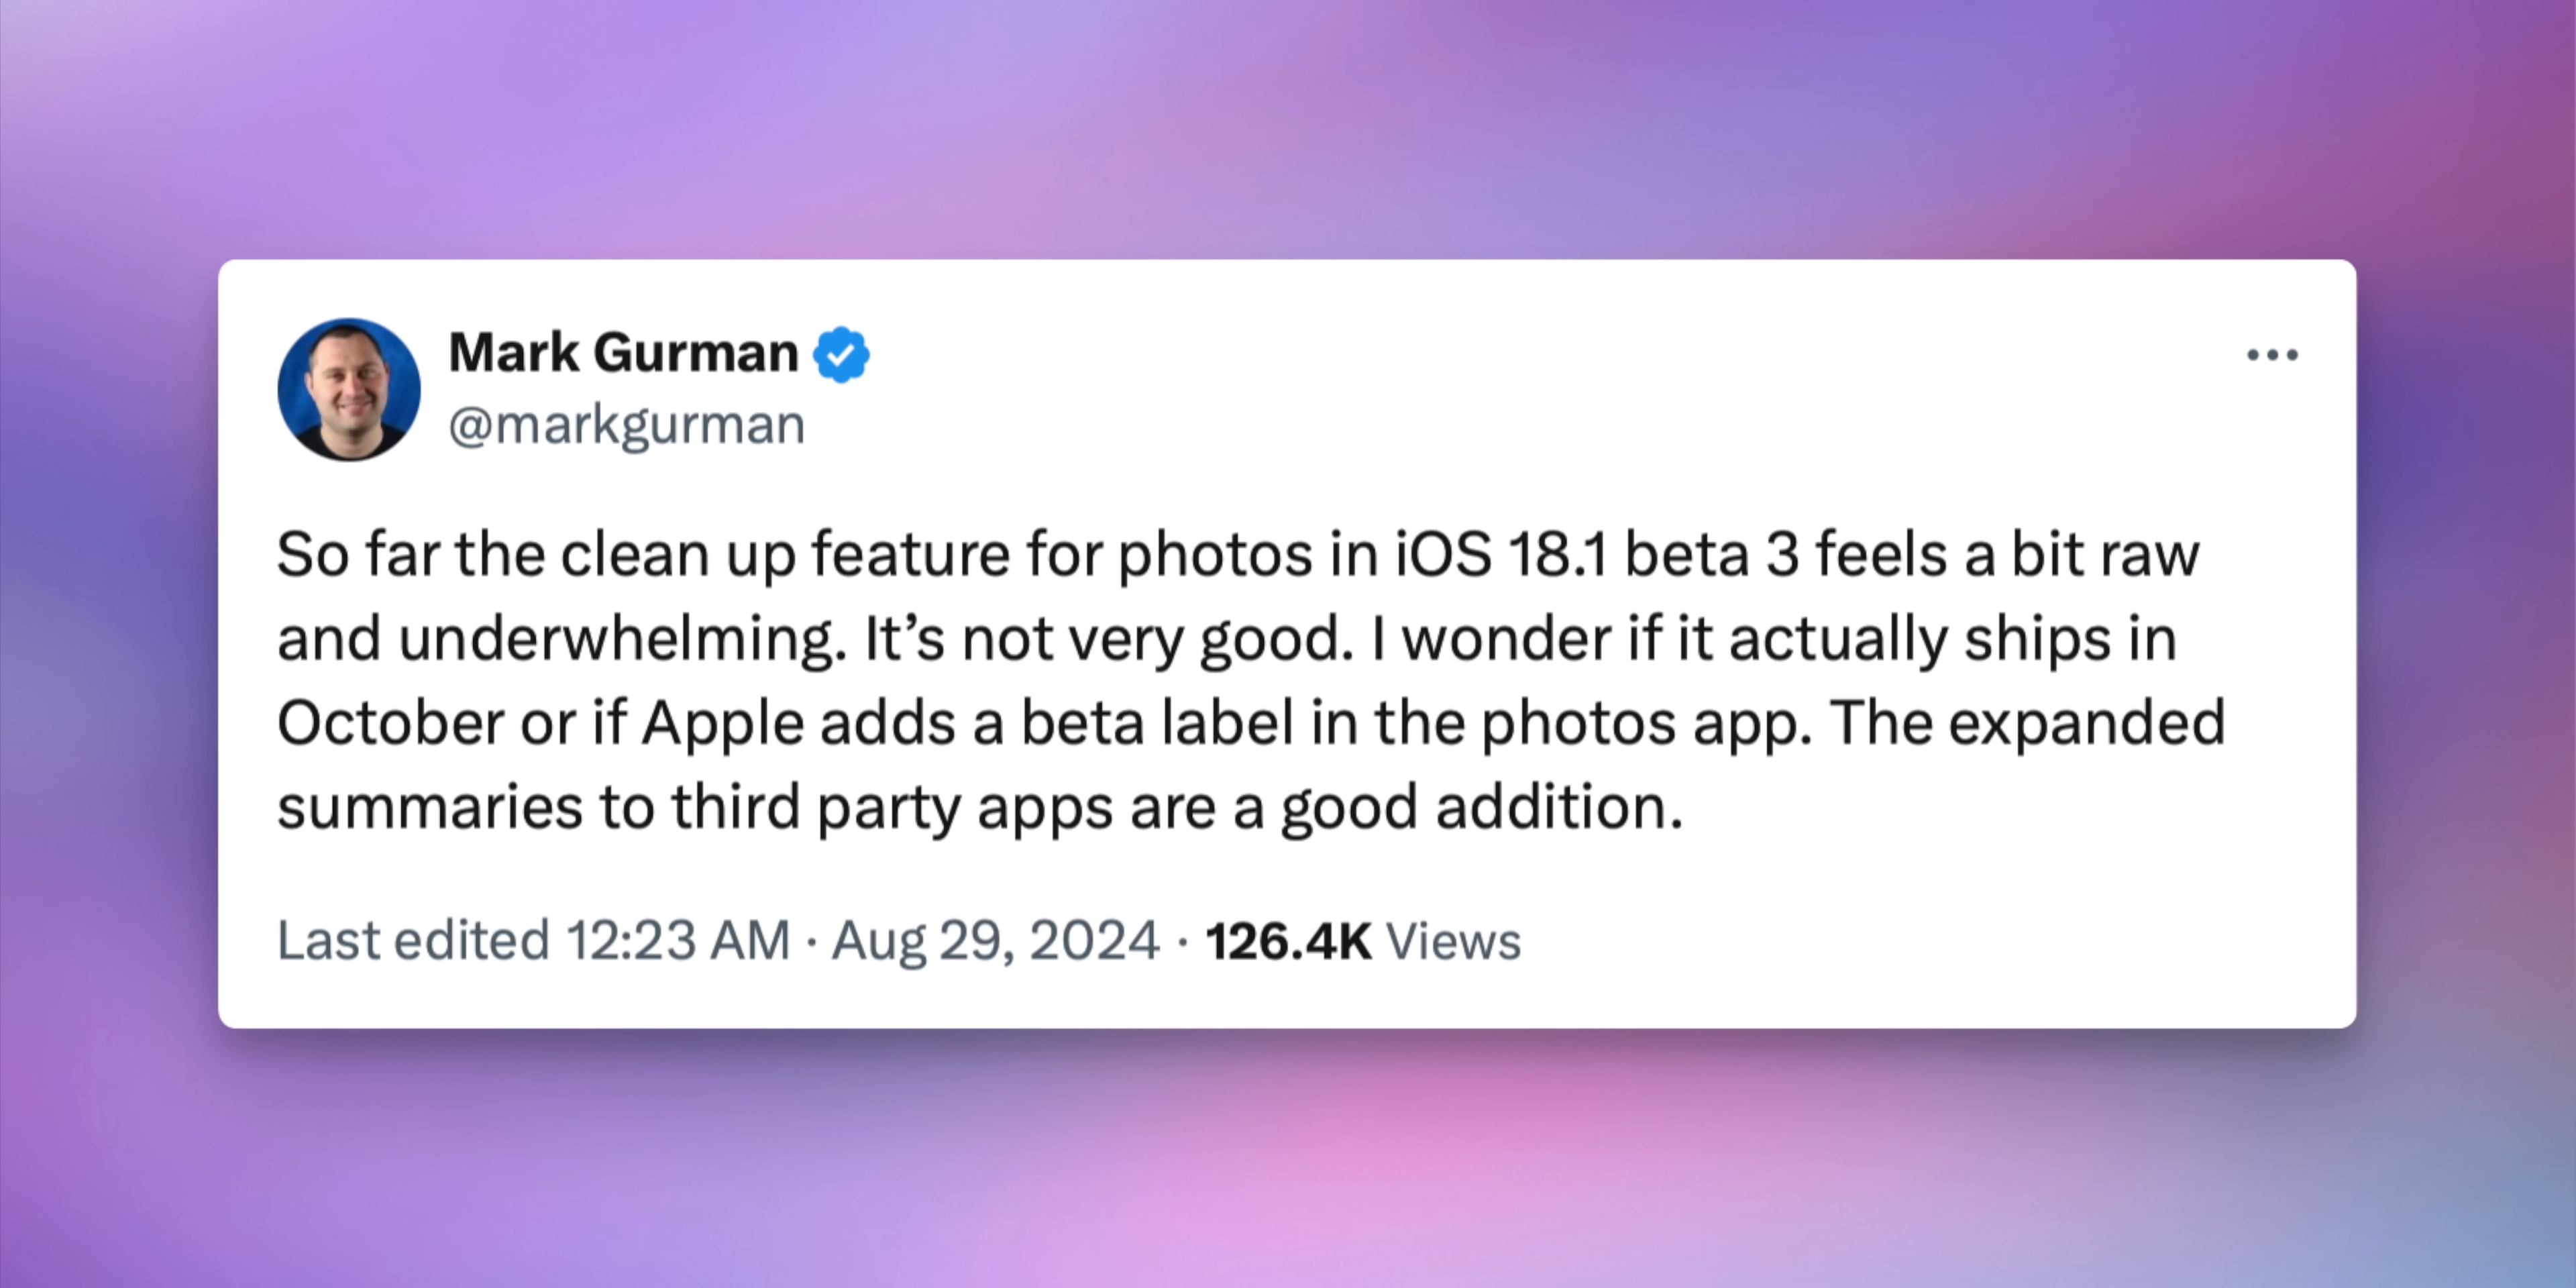 Mark Gurman
@markgurman
So far the clean up feature for photos in iOS 18.1 beta 3 feels a bit raw
and underwhelming. It’s not very good. I wonder if it actually ships in
October or if Apple adds a beta label in the photos app. The expanded
summaries to third party apps are a good addition.
Last edited 12:23 AM · Aug 29, 2024 · 126.4K Views